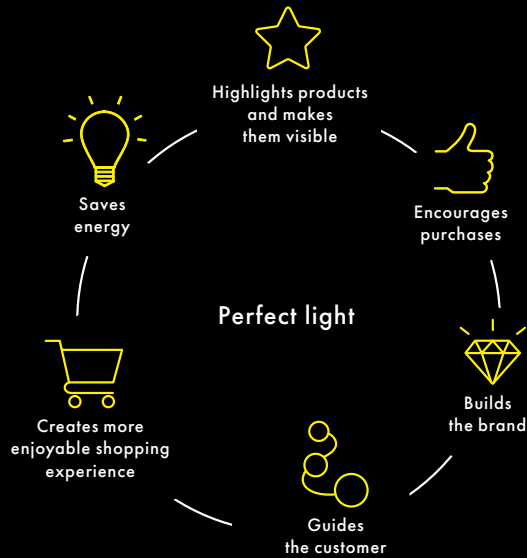 Highlights products
and makes
them visible
Encourages
purchases
Builds
the brand
Guides
the customer
Creates more
enjoyable shopping
experience
Saves
energy
Perfect light